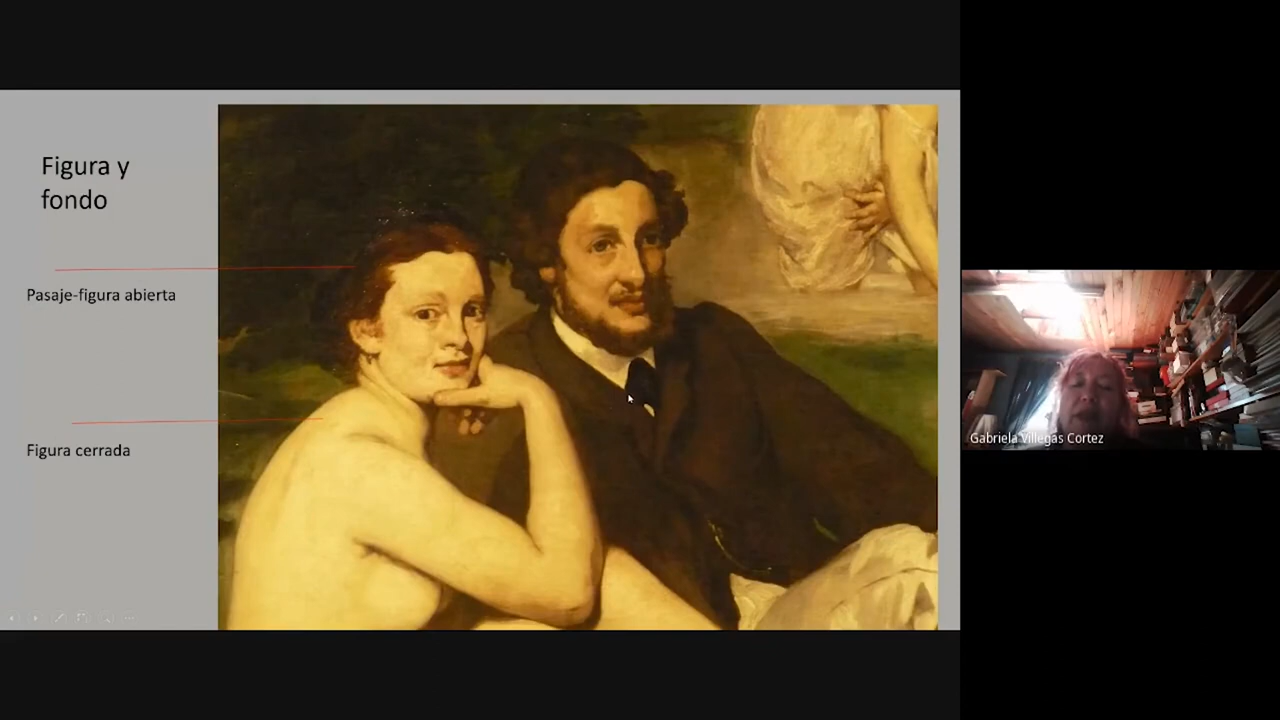 Figura y
fondo
Pasaje-figura abierta
Figura cerrada
Gabriela Villegas Cortez